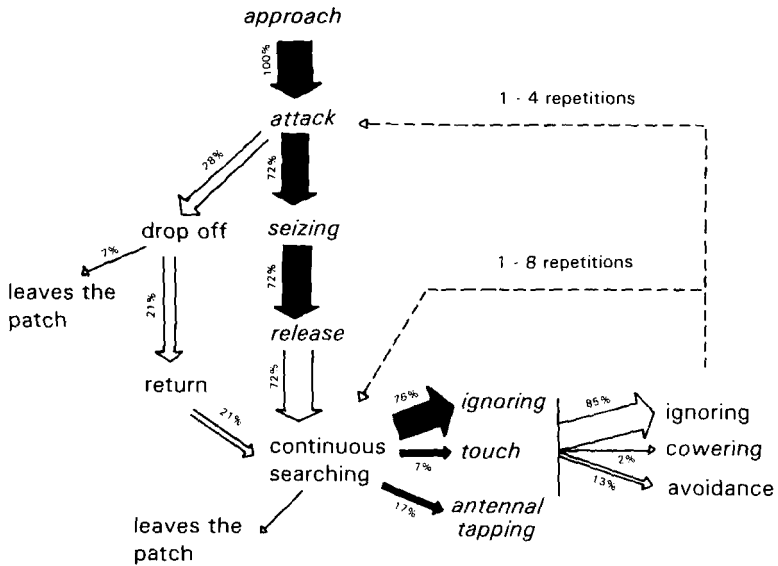 approach
100%
1 - 4 repetitions
attack
28%
72%
drop off
seizing
7%
72%
1 - 8 repetitions
leaves the
patch
21%
release
72%
return
76%
ignoring
85%
ignoring
21%
continuous
searching
touch
7%
cowering
2%
17%
antennal
tapping
13%
avoidance
leaves the
patch